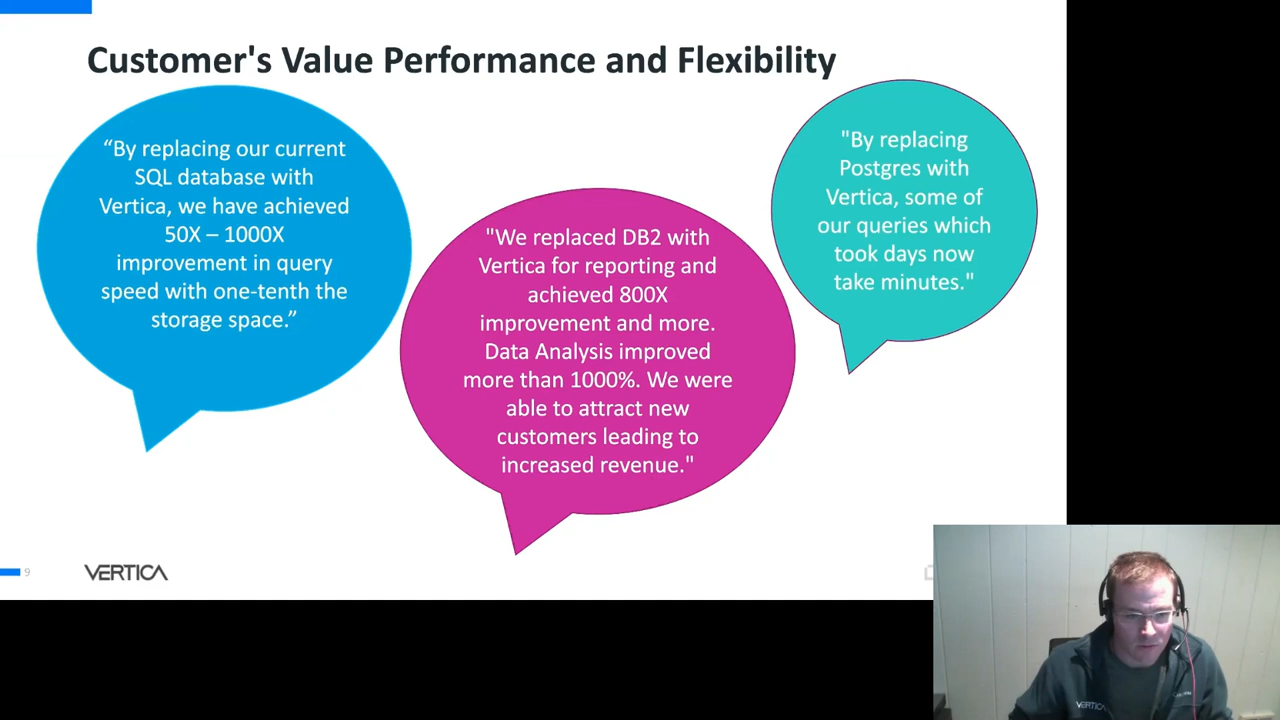 Customer's Value Performance and Flexibility
“By replacing our current
SQL database with
Vertica, we have achieved
50X – 1000X
improvement in query
speed with one-tenth the
storage space.”
"We replaced DB2 with
Vertica for reporting and
achieved 800X
improvement and more.
Data Analysis improved
more than 1000%. We were
able to attract new
customers leading to
increased revenue."
"By replacing
Postgres with
Vertica, some of
our queries which
took days now
take minutes."
9
VERTICA
VERTICA